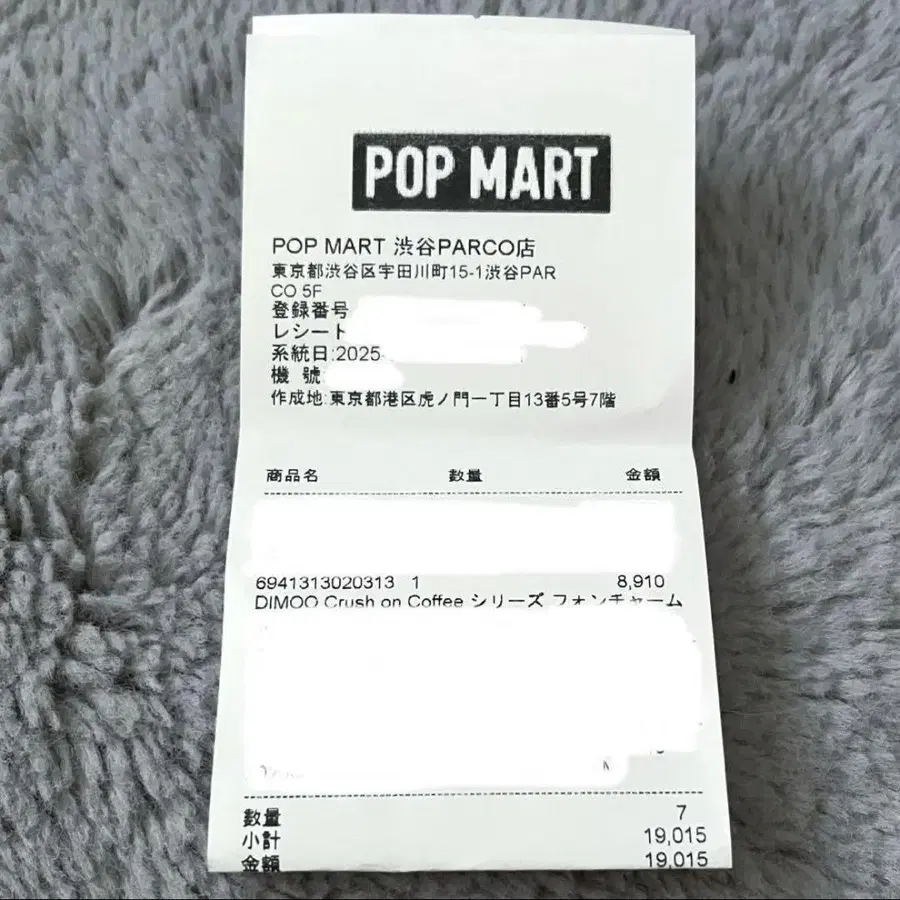 POP MART
POP MART 渋谷PARCO店
東京都渋谷区宇田川町15-1渋谷PAR
CO 5F
登録番号
レシート
系統日:2025-
機 號
作成地:東京都港区虎ノ門一丁目13番5号7階
商品名 数量 金額
6941313020313 1 8,910
DIMOO Crush on Coffee シリーズ フォンチャーム
数量 7
小計 19,015
金額 19,015